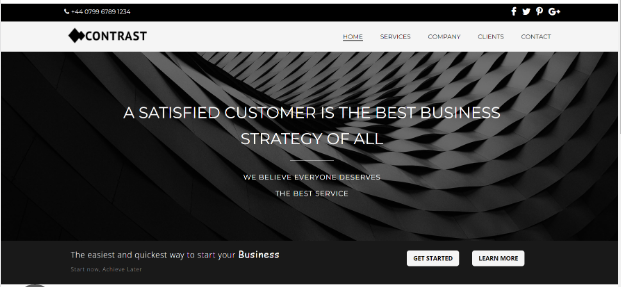 +44 0799 6789 1234
CONTRAST
HOME SERVICES COMPANY CLIENTS CONTACT
A SATISFIED CUSTOMER IS THE BEST BUSINESS
STRATEGY OF ALL
WE BELIEVE EVERYONE DESERVES
THE BEST SERVICE
The easiest and quickest way to start your Business
Start now, Achieve Later
GET STARTED LEARN MORE